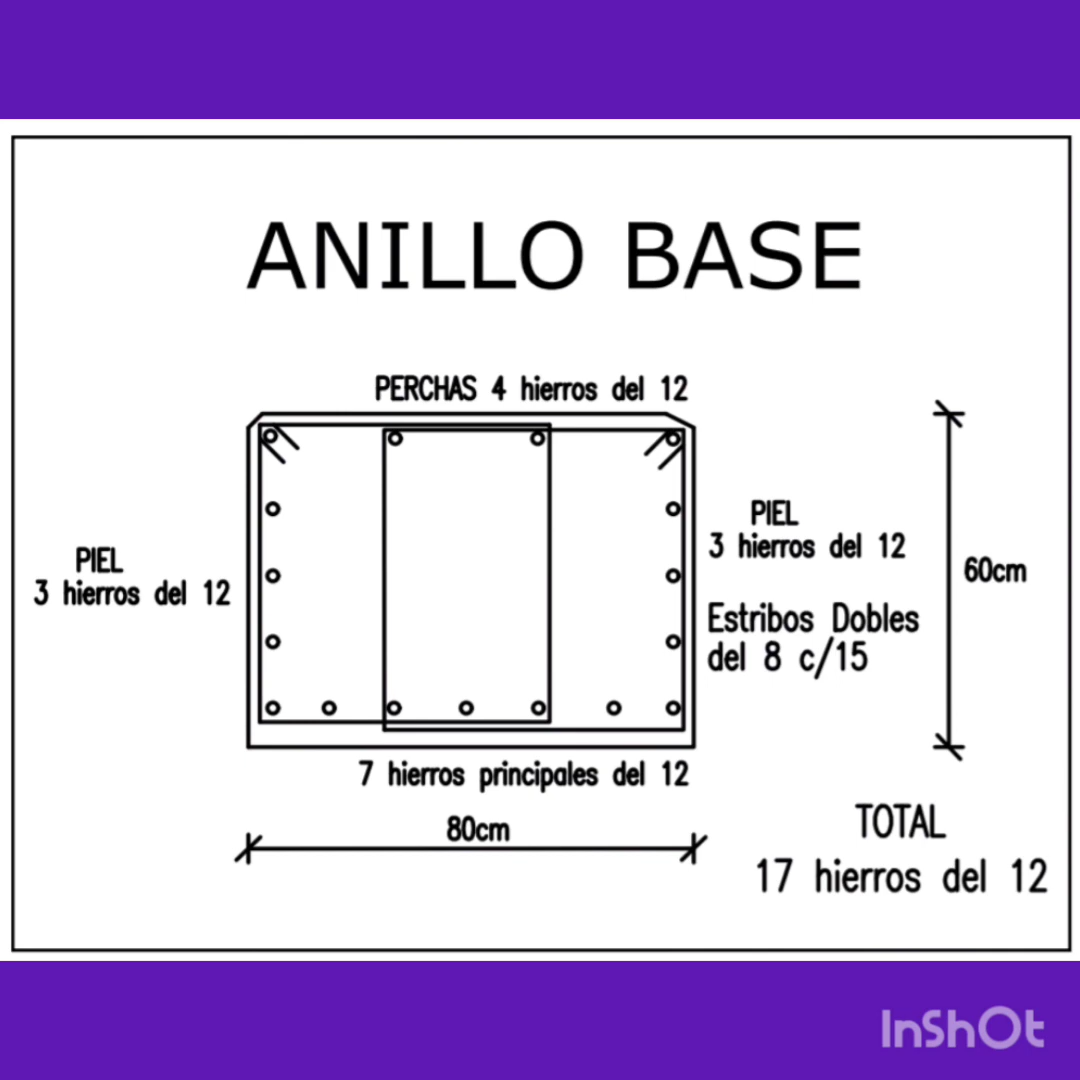 ANILLO BASE
PERCHAS 4 hierros del 12
PIEL
3 hierros del 12
PIEL
3 hierros del 12
Estribos Dobles
del 8 c/15
60cm
7 hierros principales del 12
80cm
TOTAL
17 hierros del 12
InShOt